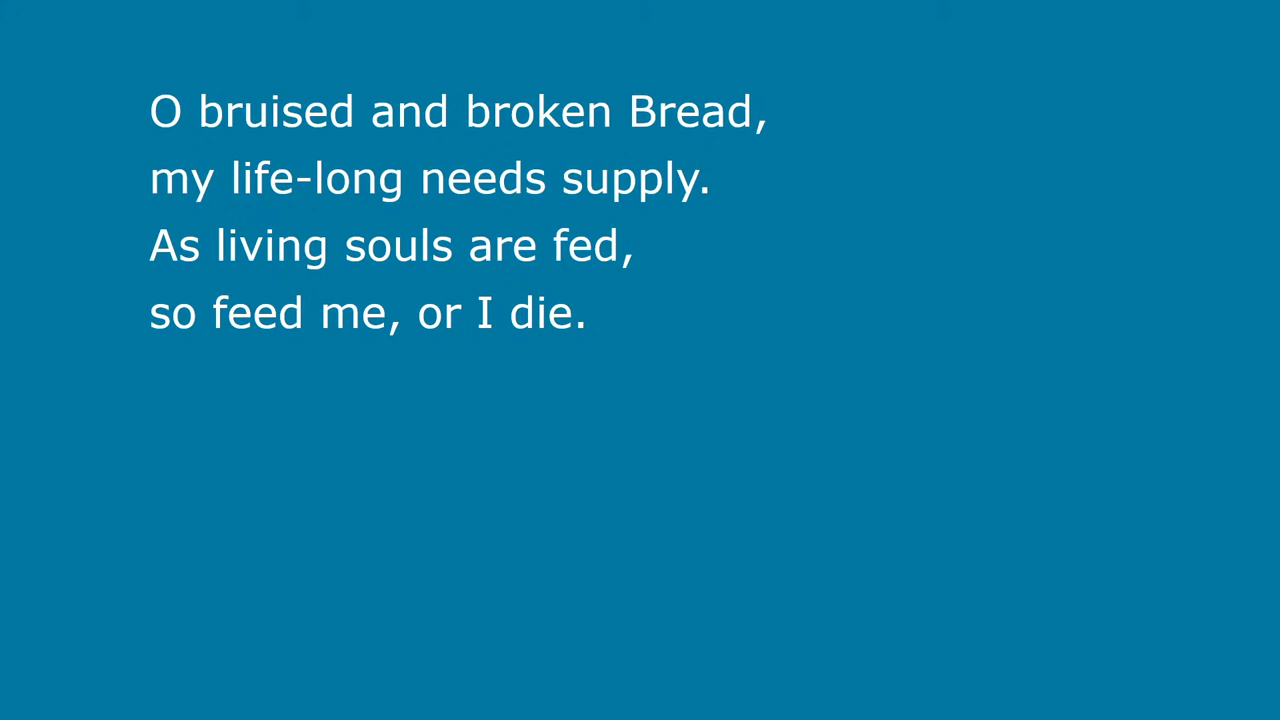 O bruised and broken Bread,
my life-long needs supply.
As living souls are fed,
so feed me, or I die.